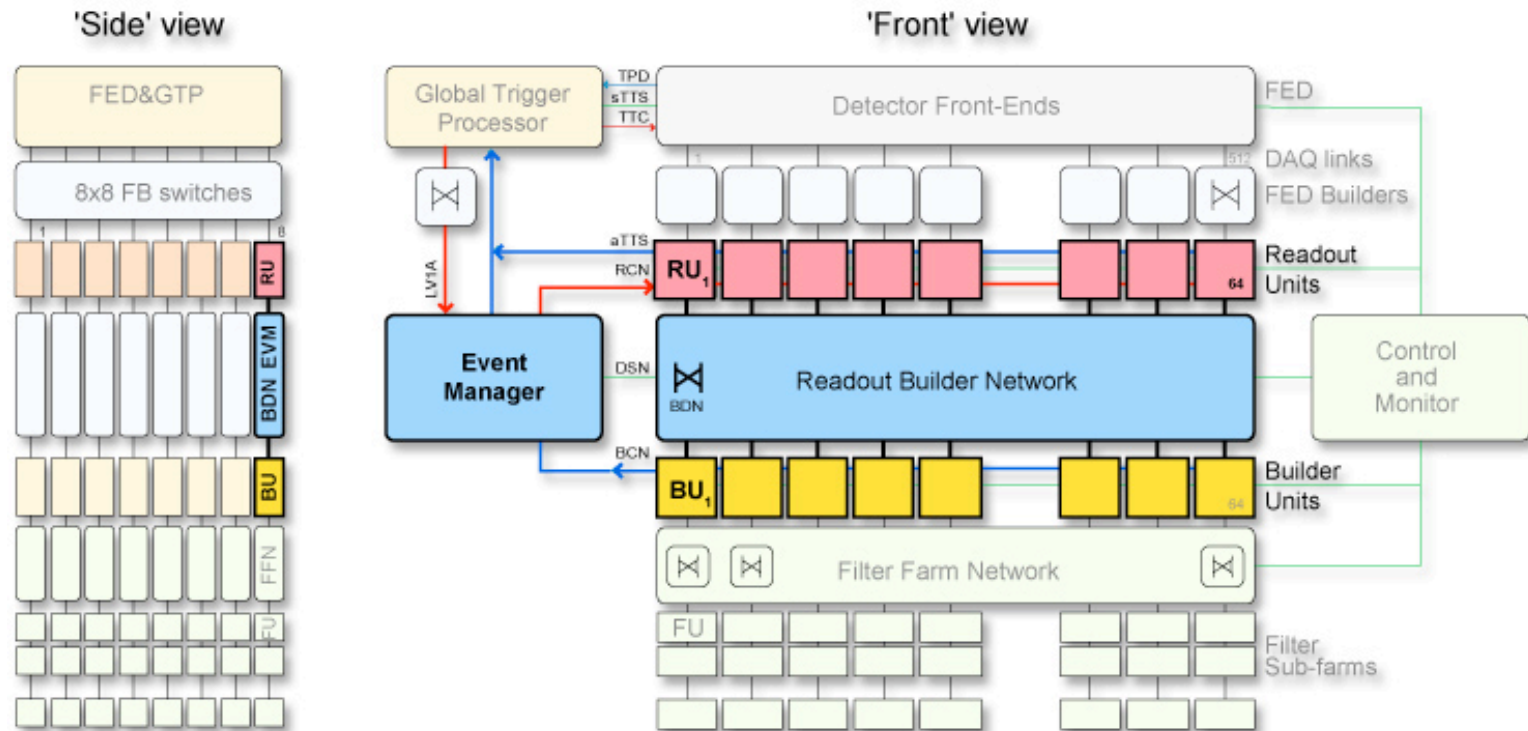 'Side' view
'Front' view
FED&GTP
8x8 FB switches
1
8
RU
BDN EVM
BU
FFN
FU
Global Trigger
Processor
TPD
sTTS
TTC
Detector Front-Ends
FED
1
512
DAQ links
FED Builders
LV1A
aTTS
RCN
RU1
64
Readout
Units
Event
Manager
DSN
BDN
Readout Builder Network
Control
and
Monitor
BCN
BU1
64
Builder
Units
Filter Farm Network
FU
Filter
Sub-farms